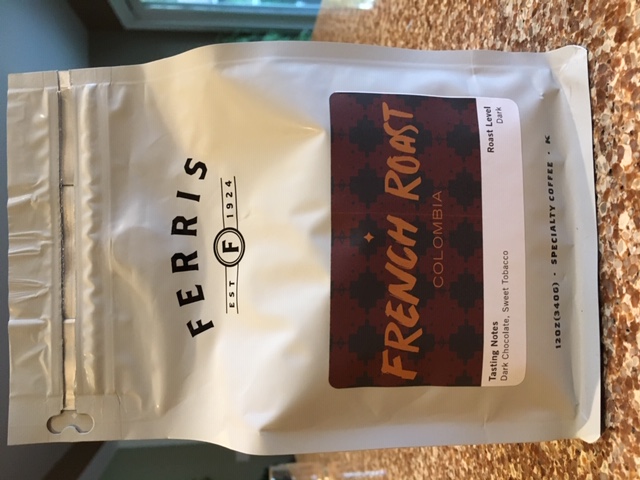 FERRIS
EST F 1924
FRENCH ROAST
COLOMBIA
Tasting Notes
Dark Chocolate, Sweet Tobacco
Roast Level
Dark
12OZ(340G) · SPECIALTY COFFEE · K